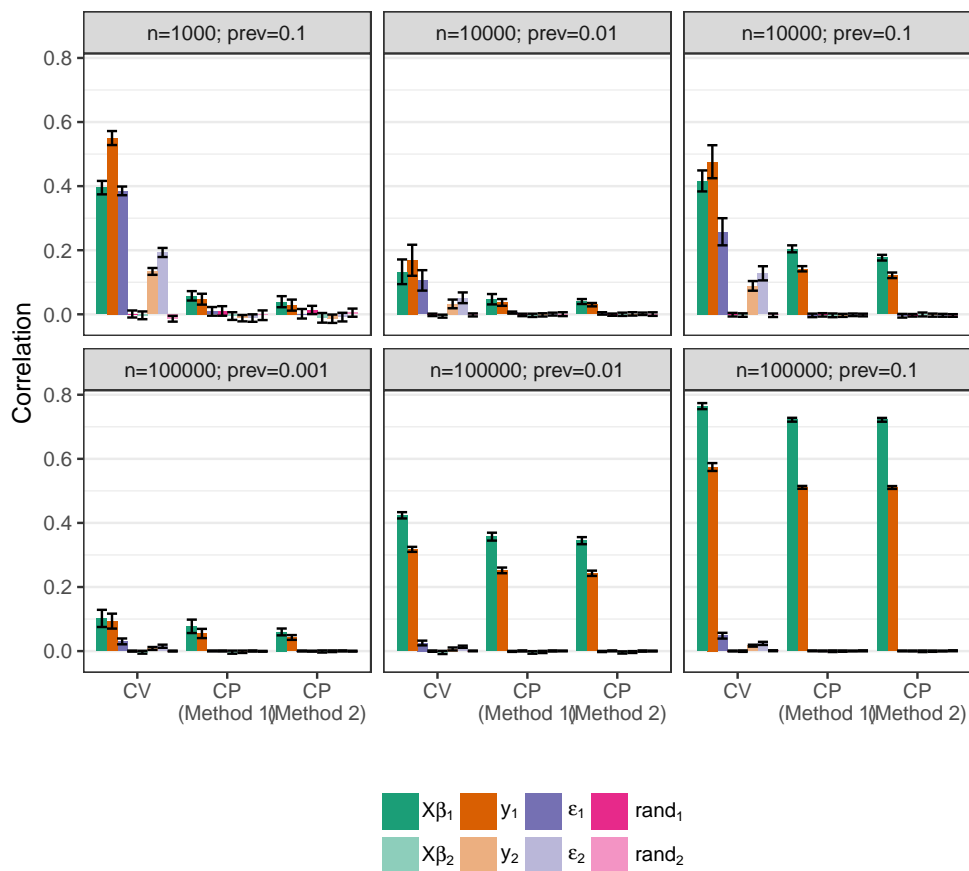 n=1000; prev=0.1 n=10000; prev=0.01 n=10000; prev=0.1
0.8
0.6
0.4
0.2
0.0
n=100000; prev=0.001 n=100000; prev=0.01 n=100000; prev=0.1
0.8
0.6
0.4
0.2
0.0
Correlation
CV CP CP CV CP CP CV CP CP
(Method 1) (Method 2) (Method 1) (Method 2) (Method 1) (Method 2)
Xβ₁ y₁ ε₁ rand₁
Xβ₂ y₂ ε₂ rand₂